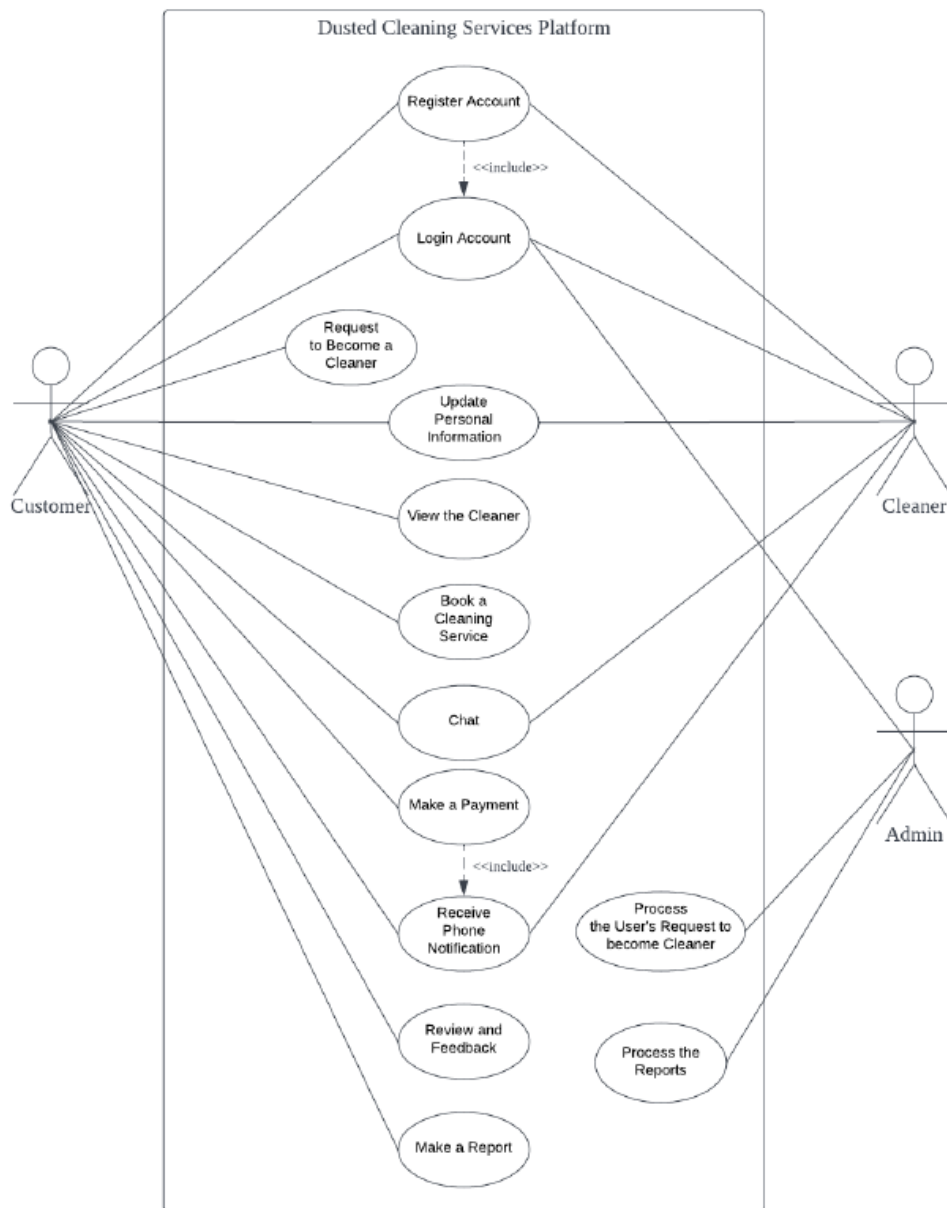 Dusted Cleaning Services Platform
Register Account
<<include>>
Login Account
Request
to Become a
Cleaner
Update
Personal
Information
Customer
Cleaner
View the Cleaner
Book a
Cleaning
Service
Chat
Make a Payment
Admin
<<include>>
Receive
Phone
Notification
Process
the User's Request to
become Cleaner
Review and
Feedback
Process the
Reports
Make a Report